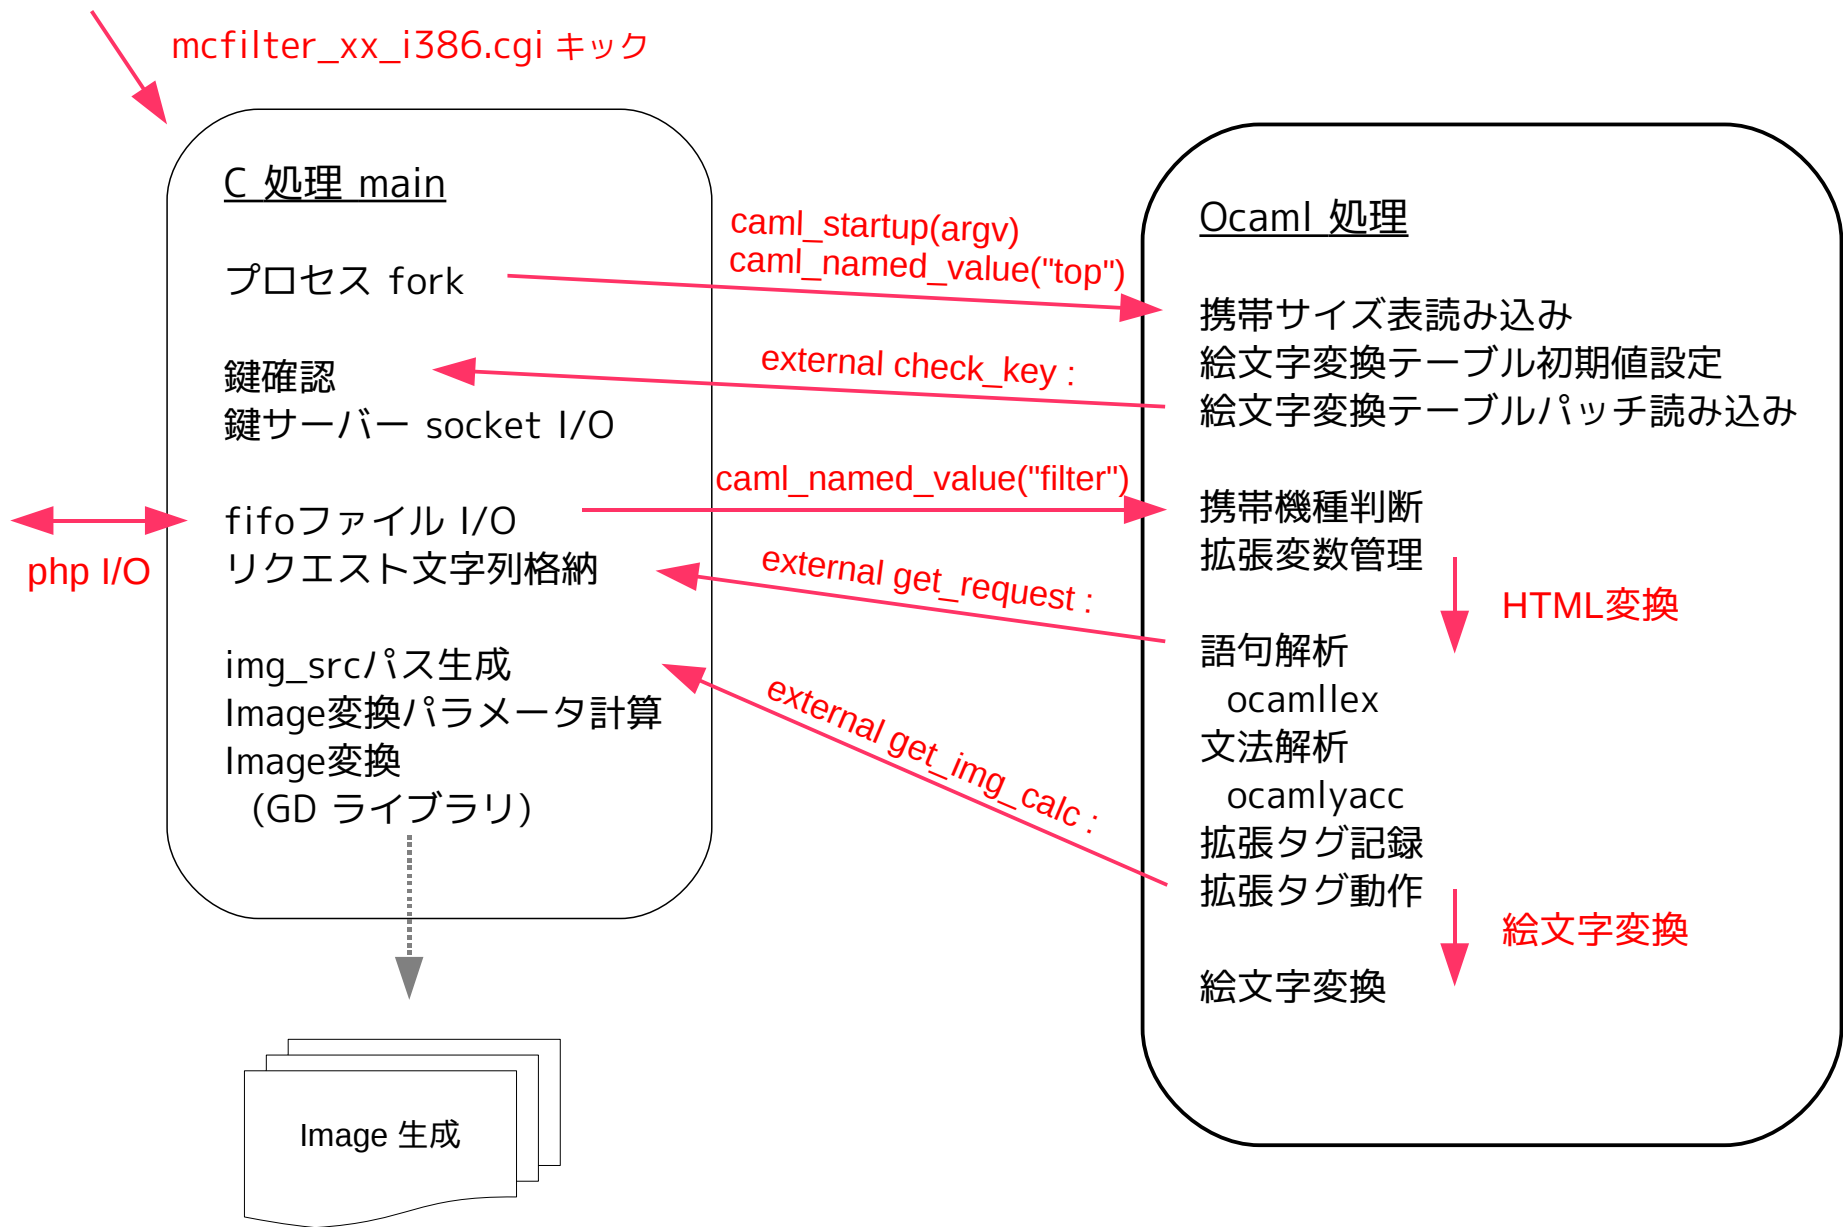 mcfilter_xx_i386.cgi キック
C 処理 main
プロセス fork
鍵確認
鍵サーバー socket I/O
fifoファイル I/O
リクエスト文字列格納
img_srcパス生成
Image変換パラメータ計算
Image変換
(GD ライブラリ)
php I/O
caml_startup(argv)
caml_named_value("top")
external check_key :
caml_named_value("filter")
external get_request :
external get_img_calc :
Ocaml 処理
携帯サイズ表読み込み
絵文字変換テーブル初期値設定
絵文字変換テーブルパッチ読み込み
携帯機種判断
拡張変数管理
HTML変換
語句解析
ocamllex
文法解析
ocamlyacc
拡張タグ記録
拡張タグ動作
絵文字変換
絵文字変換
Image 生成